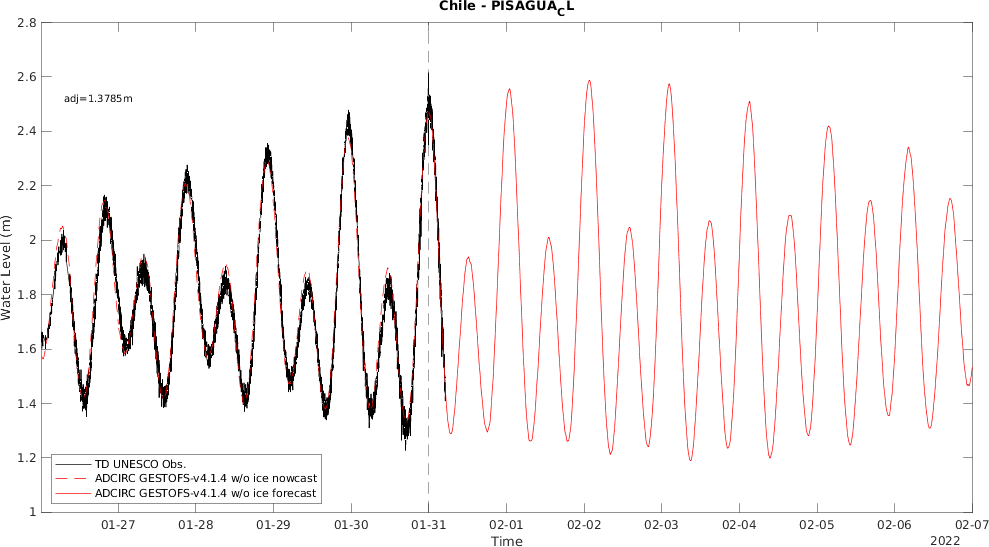 Chile - PISAGUA_CL
2.8
2.6
2.4
2.2
2
1.8
1.6
1.4
1.2
1
Water Level (m)
adj=1.3785m
TD UNESCO Obs.
ADCIRC GESTOFS-v4.1.4 w/o ice nowcast
ADCIRC GESTOFS-v4.1.4 w/o ice forecast
01-27 01-28 01-29 01-30 01-31 02-01 02-02 02-03 02-04 02-05 02-06 02-07
Time
2022